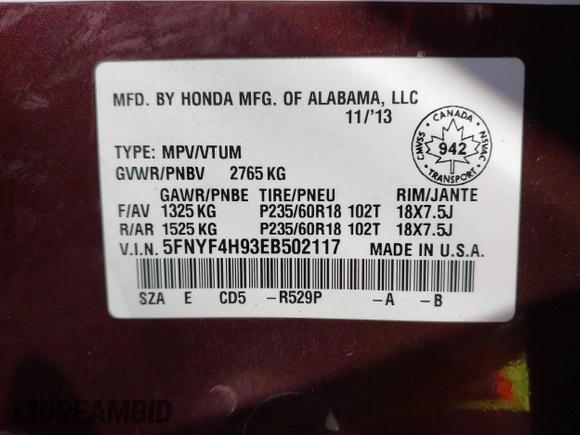 MFD. BY HONDA MFG. OF ALABAMA, LLC
11/'13
CANADA
CMVSS 942 NSVAC
TRANSPORT
TYPE: MPV/VTUM
GVWR/PNBV 2765 KG
GAWR/PNBE TIRE/PNEU RIM/JANTE
F/AV 1325 KG P235/60R18 102T 18X7.5J
R/AR 1525 KG P235/60R18 102T 18X7.5J
V.I.N. 5FNYF4H93EB502117 MADE IN U.S.A.
SZA E CD5 -R529P -A -B
DREAMBID